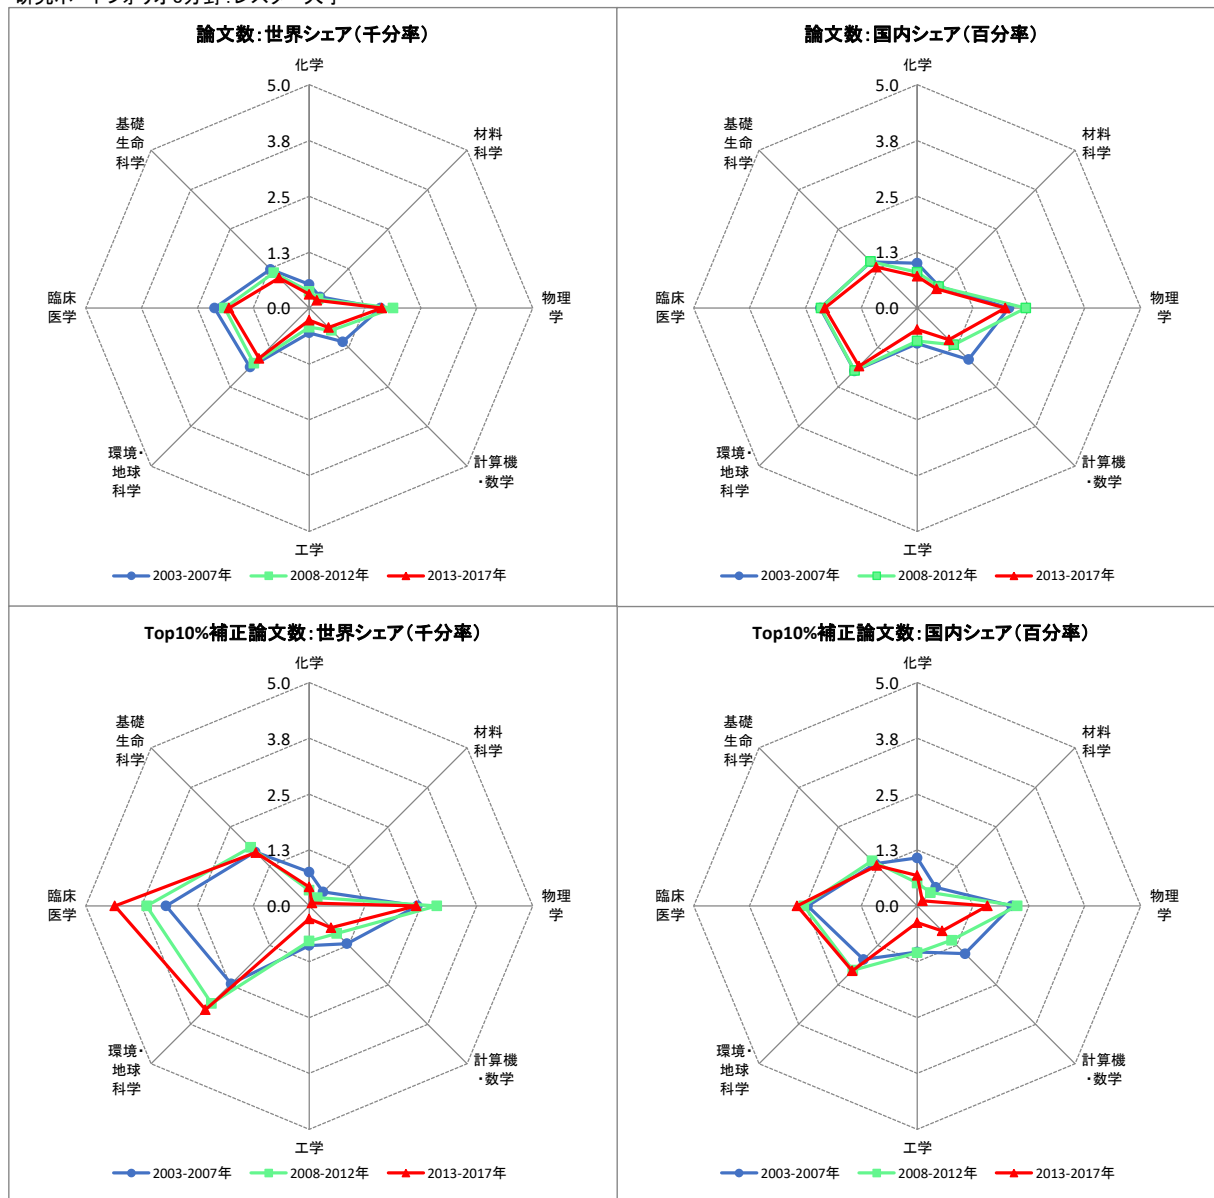 論文数：世界シェア（千分率）
化学
5.0
3.8
2.5
1.3
0.0
材料
科学
物理
学
計算機
・数学
工学
環境・
地球
科学
臨床
医学
基礎
生命
科学
2003-2007年
2008-2012年
2013-2017年
論文数：国内シェア（百分率）
化学
5.0
3.8
2.5
1.3
0.0
材料
科学
物理
学
計算機
・数学
工学
環境・
地球
科学
臨床
医学
基礎
生命
科学
2003-2007年
2008-2012年
2013-2017年
Top10%補正論文数：世界シェア（千分率）
化学
5.0
3.8
2.5
1.3
0.0
材料
科学
物理
学
計算機
・数学
工学
環境・
地球
科学
臨床
医学
基礎
生命
科学
2003-2007年
2008-2012年
2013-2017年
Top10%補正論文数：国内シェア（百分率）
化学
5.0
3.8
2.5
1.3
0.0
材料
科学
物理
学
計算機
・数学
工学
環境・
地球
科学
臨床
医学
基礎
生命
科学
2003-2007年
2008-2012年
2013-2017年